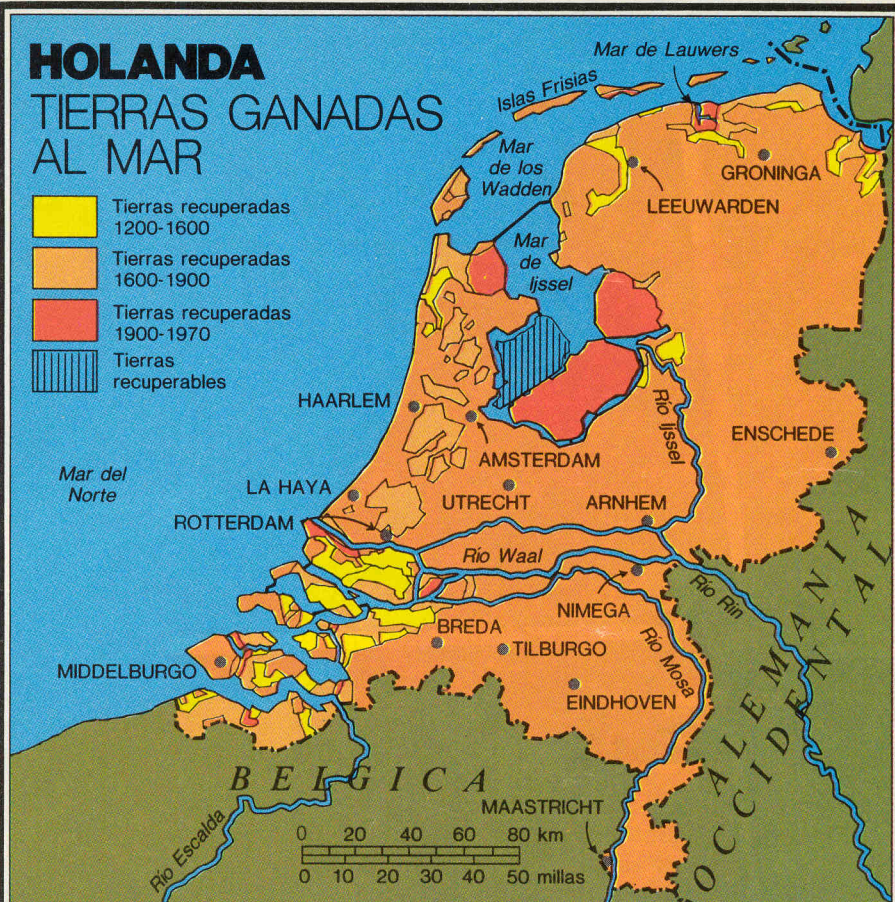 HOLANDA
TIERRAS GANADAS
AL MAR
Tierras recuperadas
1200-1600
Tierras recuperadas
1600-1900
Tierras recuperadas
1900-1970
Tierras
recuperables
Mar de Lauwers
Islas Frisias
Mar
de los
Wadden
GRONINGA
LEEUWARDEN
Mar
de
Ijssel
HAARLEM
Río Ijssel
ENSCHEDE
AMSTERDAM
Mar del
Norte
LA HAYA
UTRECHT
ARNHEM
ROTTERDAM
Río Waal
NIMEGA
Río Rin
BREDA
TILBURGO
Río Mosa
MIDDELBURGO
EINDHOVEN
ALEMANIA
OCCIDENTAL
BELGICA
MAASTRICHT
Río Escalda
0 20 40 60 80 km
0 10 20 30 40 50 millas